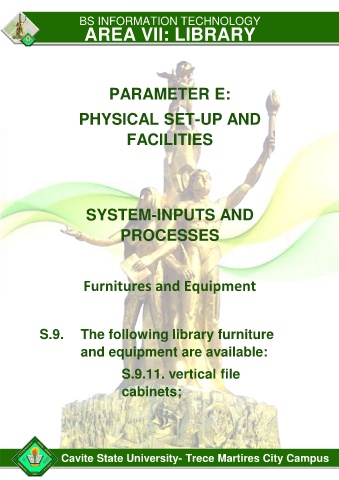 BS INFORMATION TECHNOLOGY
AREA VII: LIBRARY
PARAMETER E:
PHYSICAL SET-UP AND
FACILITIES
SYSTEM-INPUTS AND
PROCESSES
Furnitures and Equipment
S.9. The following library furniture
and equipment are available:
S.9.11. vertical file
cabinets;
Cavite State University- Trece Martires City Campus